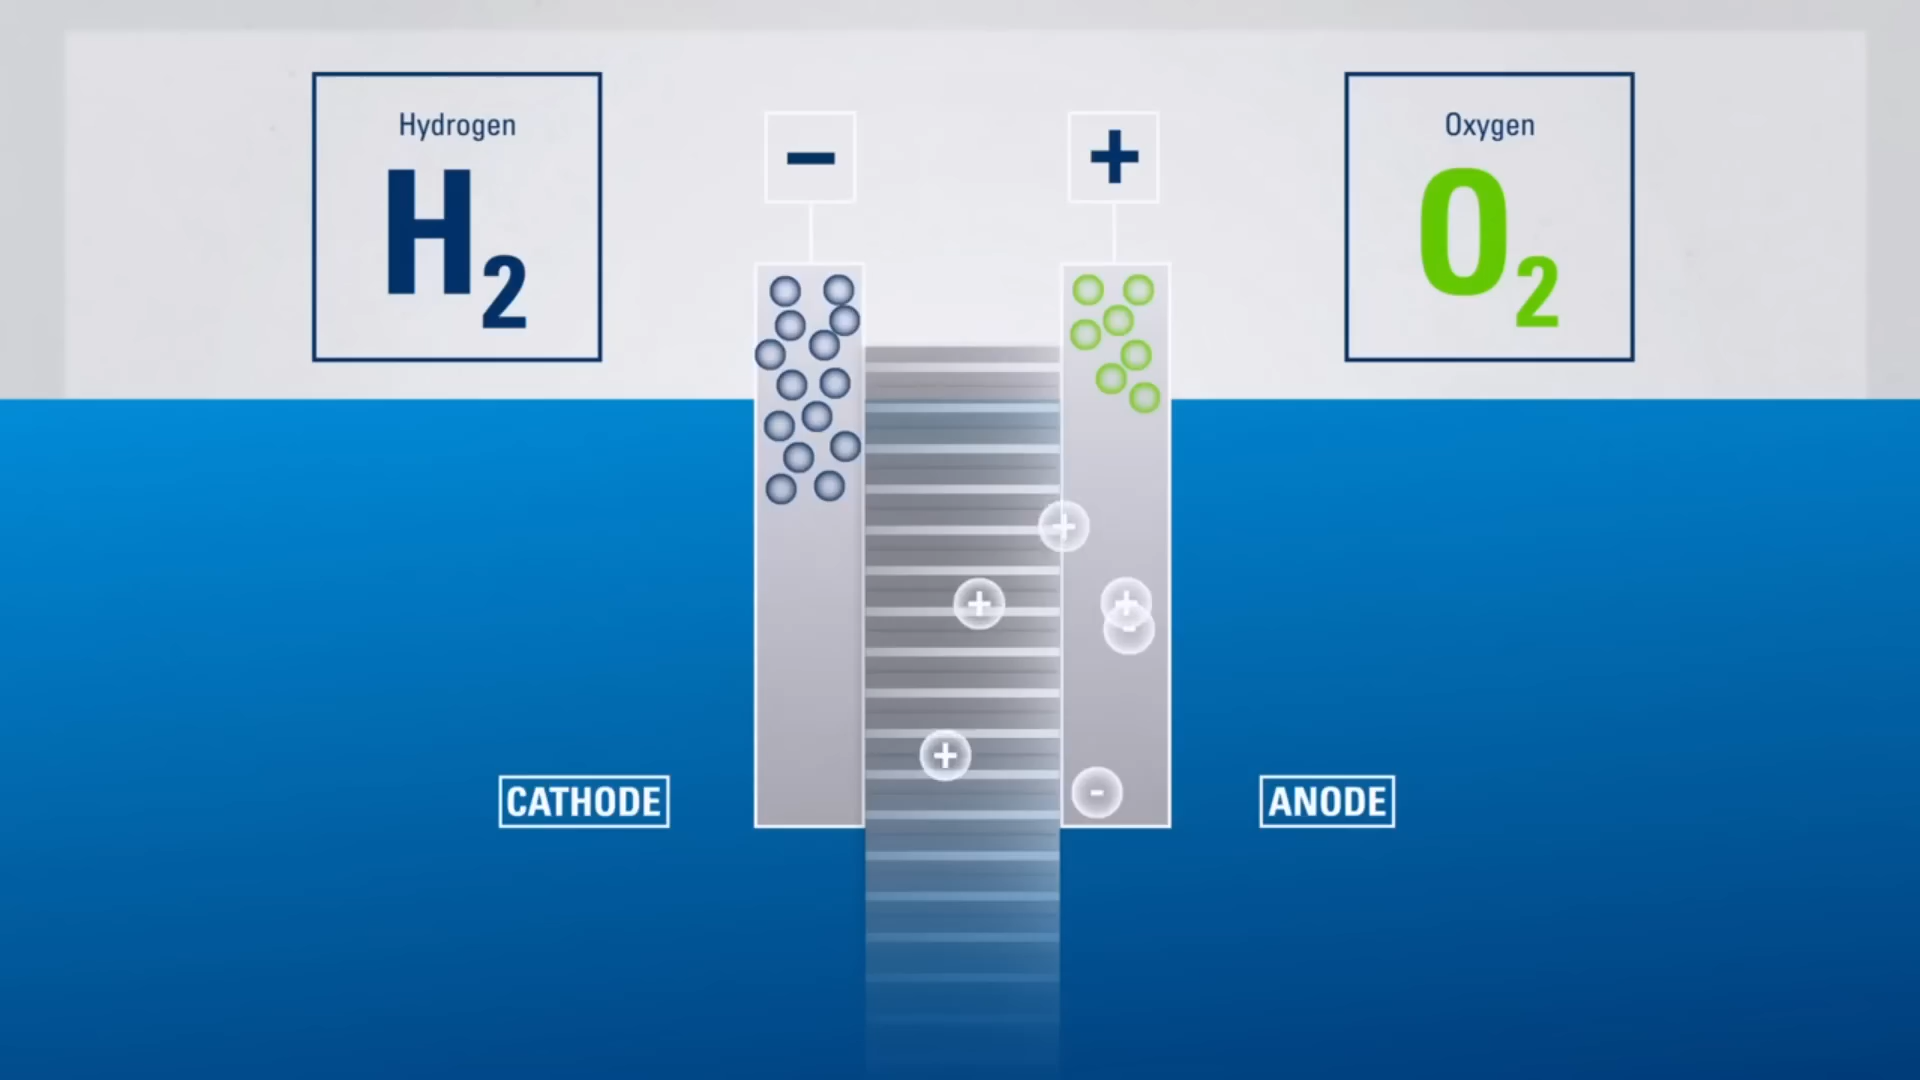 Hydrogen
H2
−
+
Oxygen
O2
+
+
+
-
+
-
CATHODE
ANODE